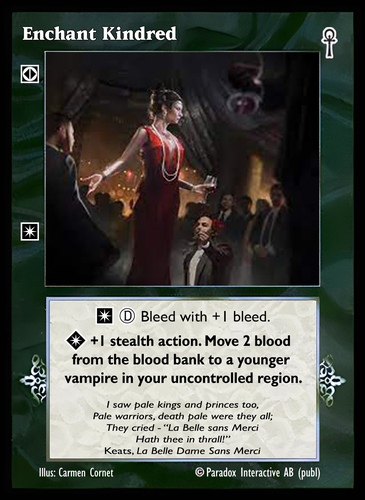 Enchant Kindred
D Bleed with +1 bleed.
+1 stealth action. Move 2 blood
from the blood bank to a younger
vampire in your uncontrolled region.
I saw pale kings and princes too,
Pale warriors, death pale were they all;
They cried - "La Belle sans Merci
Hath thee in thrall!"
Keats, La Belle Dame Sans Merci
Illus: Carmen Cornet
© Paradox Interactive AB (publ)